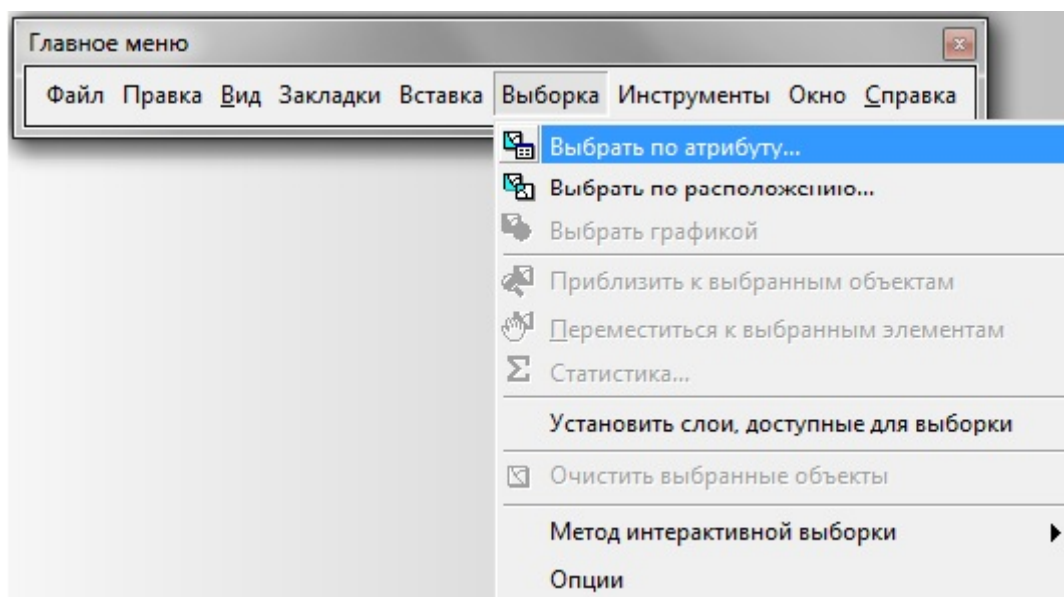 Главное меню
Файл Правка Вид Закладки Вставка Выборка Инструменты Окно Справка
Выбрать по атрибуту...
Выбрать по расположению...
Выбрать графикой
Приблизить к выбранным объектам
Переместиться к выбранным элементам
Статистика...
Установить слои, доступные для выборки
Очистить выбранные объекты
Метод интерактивной выборки
Опции